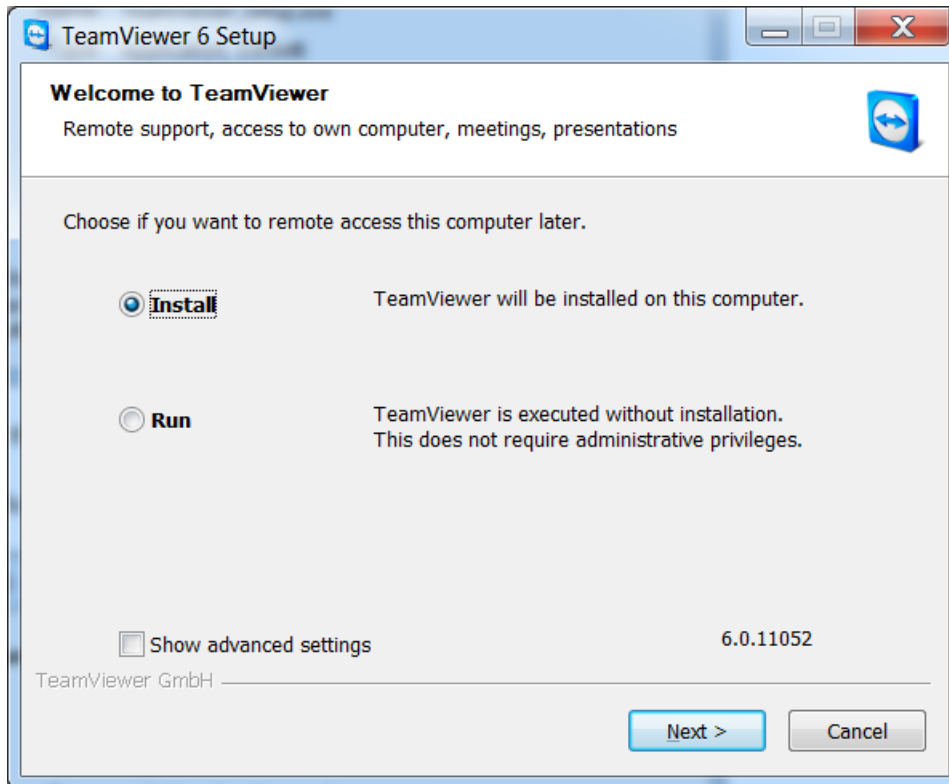 TeamViewer 6 Setup
Welcome to TeamViewer
Remote support, access to own computer, meetings, presentations
Choose if you want to remote access this computer later.
Install TeamViewer will be installed on this computer.
Run TeamViewer is executed without installation.
This does not require administrative privileges.
Show advanced settings 6.0.11052
TeamViewer GmbH
Next > Cancel